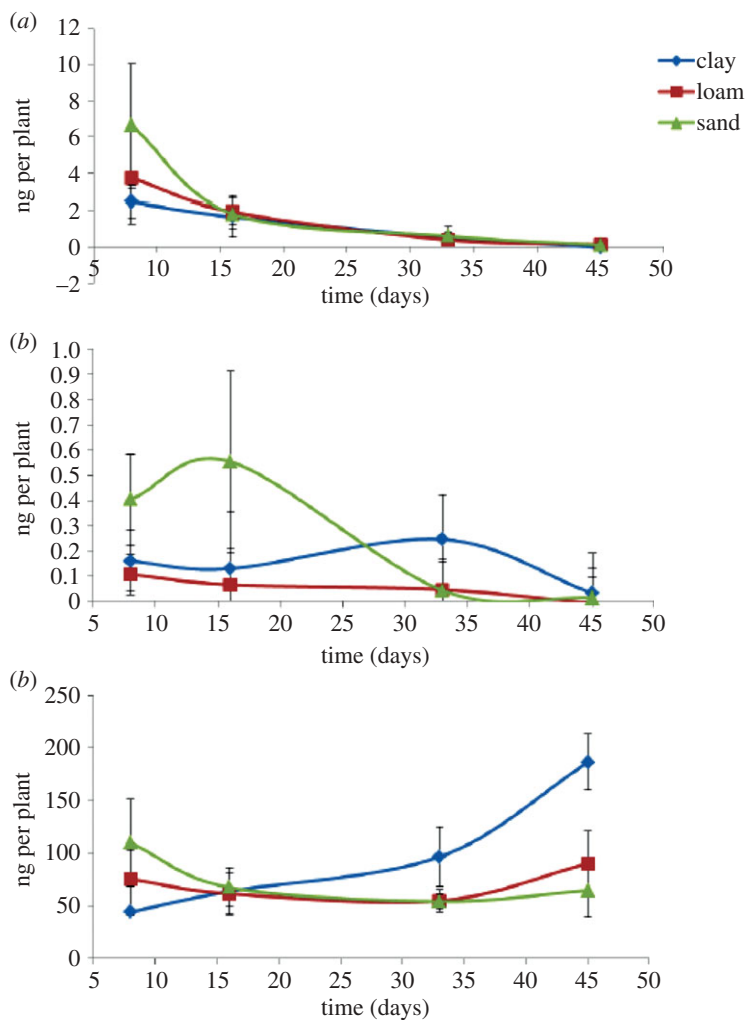 (a)
12
10
8
6
4
2
0
−2
ng per plant
5 10 15 20 25 30 35 40 45 50
time (days)
clay
loam
sand
(b)
1.0
0.9
0.8
0.7
0.6
0.5
0.4
0.3
0.2
0.1
0
ng per plant
5 10 15 20 25 30 35 40 45 50
time (days)
(b)
250
200
150
100
50
0
ng per plant
5 10 15 20 25 30 35 40 45 50
time (days)